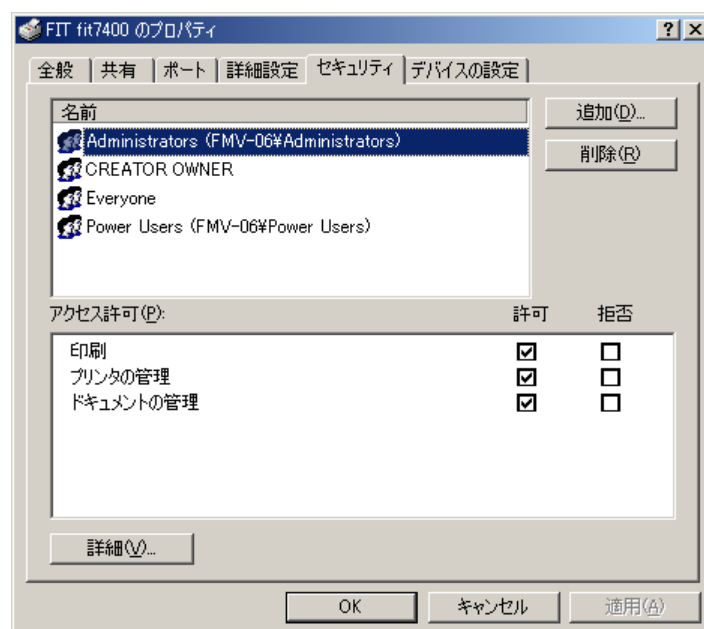 FIT fit7400 のプロパティ
全般 共有 ポート 詳細設定 セキュリティ デバイスの設定
名前
追加(D)...
Administrators (FMV-06¥Administrators)
削除(R)
CREATOR OWNER
Everyone
Power Users (FMV-06¥Power Users)
アクセス許可(P): 許可 拒否
印刷
プリンタの管理
ドキュメントの管理
詳細(V)...
OK キャンセル 適用(A)